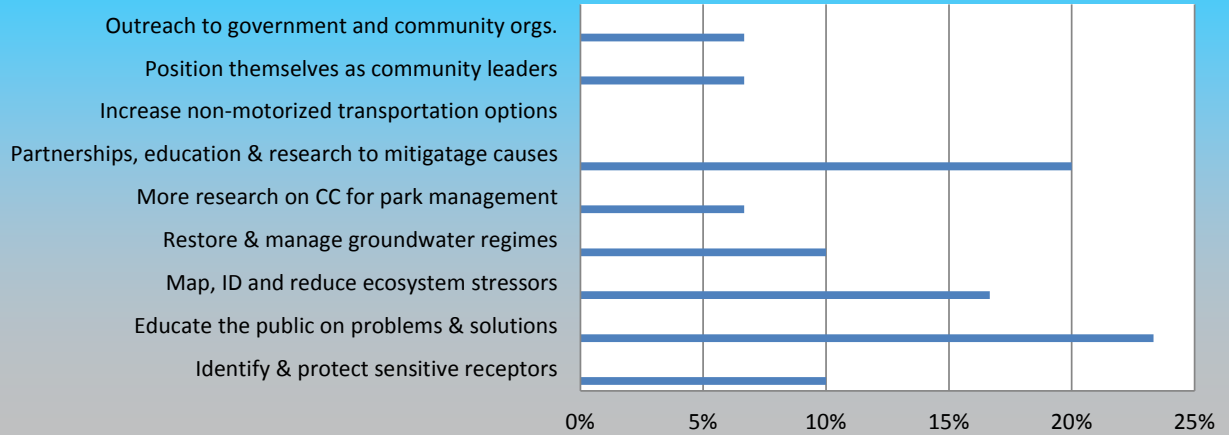 Outreach to government and community orgs.
Position themselves as community leaders
Increase non-motorized transportation options
Partnerships, education & research to mitigatage causes
More research on CC for park management
Restore & manage groundwater regimes
Map, ID and reduce ecosystem stressors
Educate the public on problems & solutions
Identify & protect sensitive receptors
0% 5% 10% 15% 20% 25%